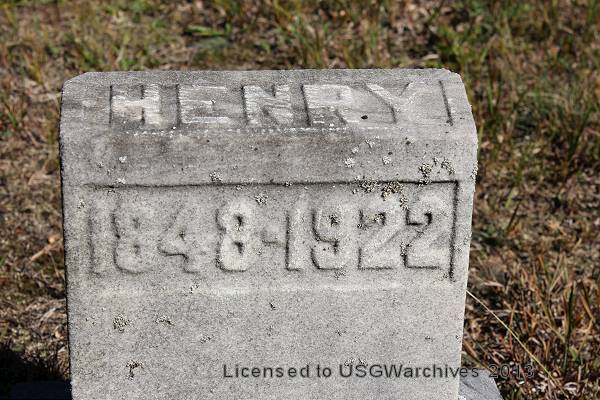 HENRY
1848-1922
Licensed to USGWarchives 2013